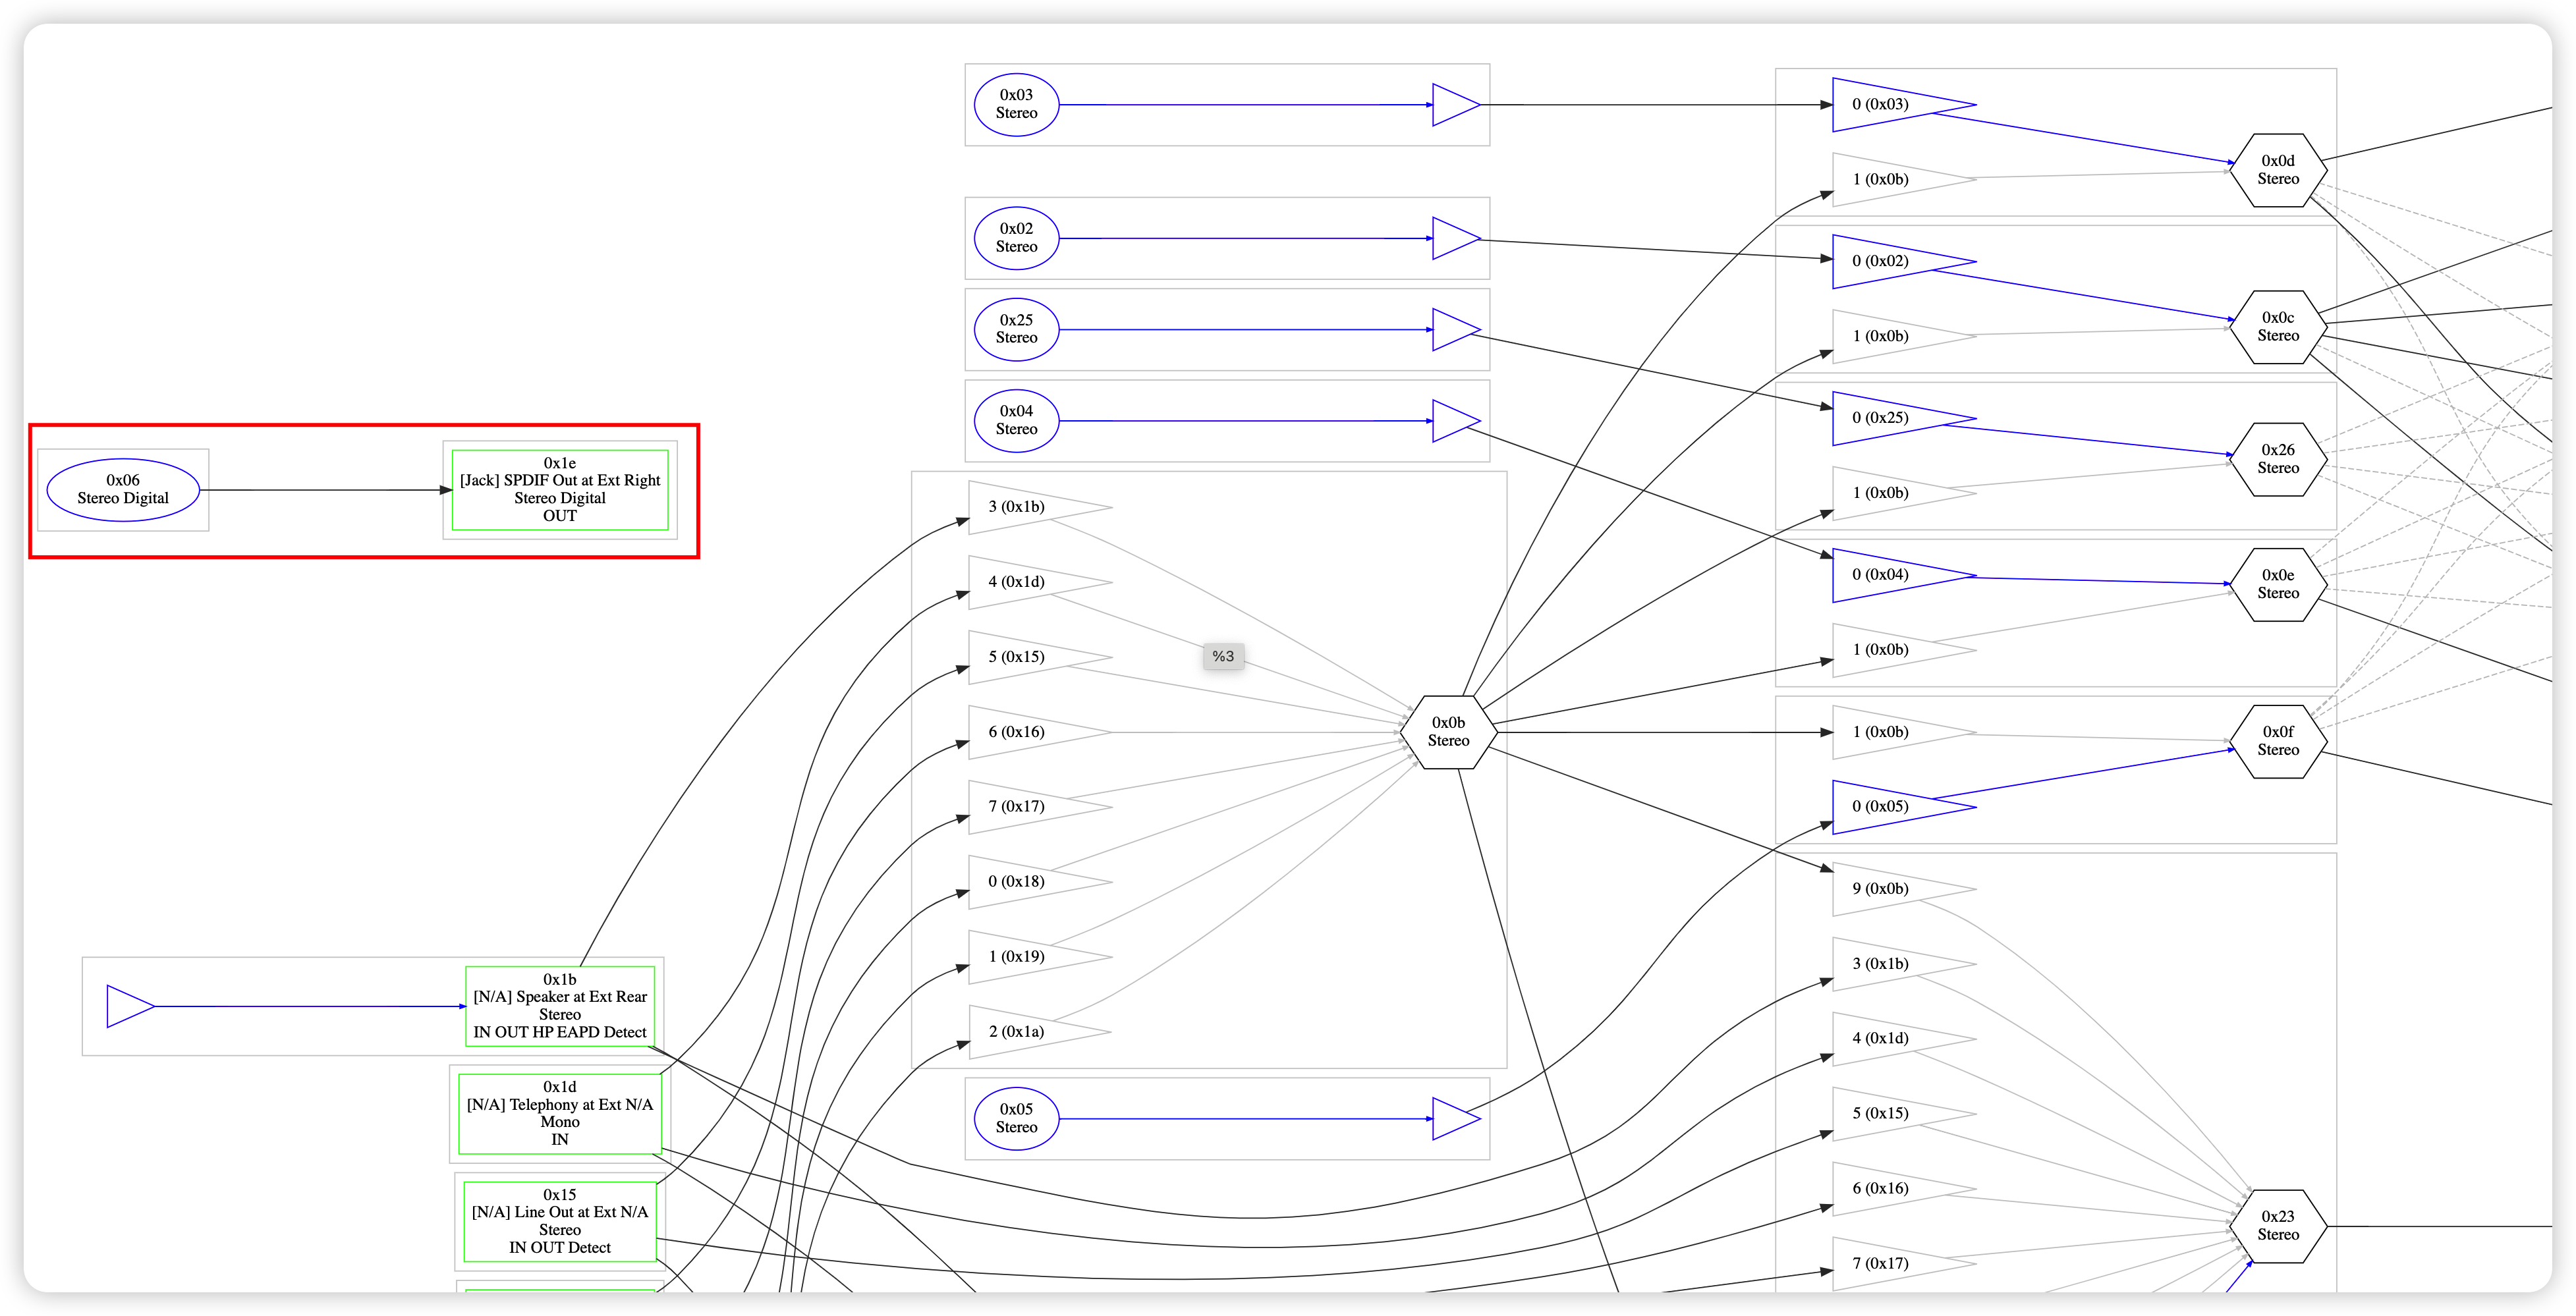 0x03
Stereo
0 (0x03)
1 (0x0b)
0x0d
Stereo
0x02
Stereo
0 (0x02)
1 (0x0b)
0x0c
Stereo
0x25
Stereo
0 (0x25)
1 (0x0b)
0x26
Stereo
0x04
Stereo
0 (0x04)
1 (0x0b)
0x0e
Stereo
0x06
Stereo Digital
0x1e
[Jack] SPDIF Out at Ext Right
Stereo Digital
OUT
3 (0x1b)
4 (0x1d)
5 (0x15)
6 (0x16)
7 (0x17)
0 (0x18)
1 (0x19)
2 (0x1a)
%3
0x0b
Stereo
1 (0x0b)
0 (0x05)
0x0f
Stereo
0x1b
[N/A] Speaker at Ext Rear
Stereo
IN OUT HP EAPD Detect
0x1d
[N/A] Telephony at Ext N/A
Mono
IN
0x15
[N/A] Line Out at Ext N/A
Stereo
IN OUT Detect
0x05
Stereo
9 (0x0b)
3 (0x1b)
4 (0x1d)
5 (0x15)
6 (0x16)
7 (0x17)
0x23
Stereo